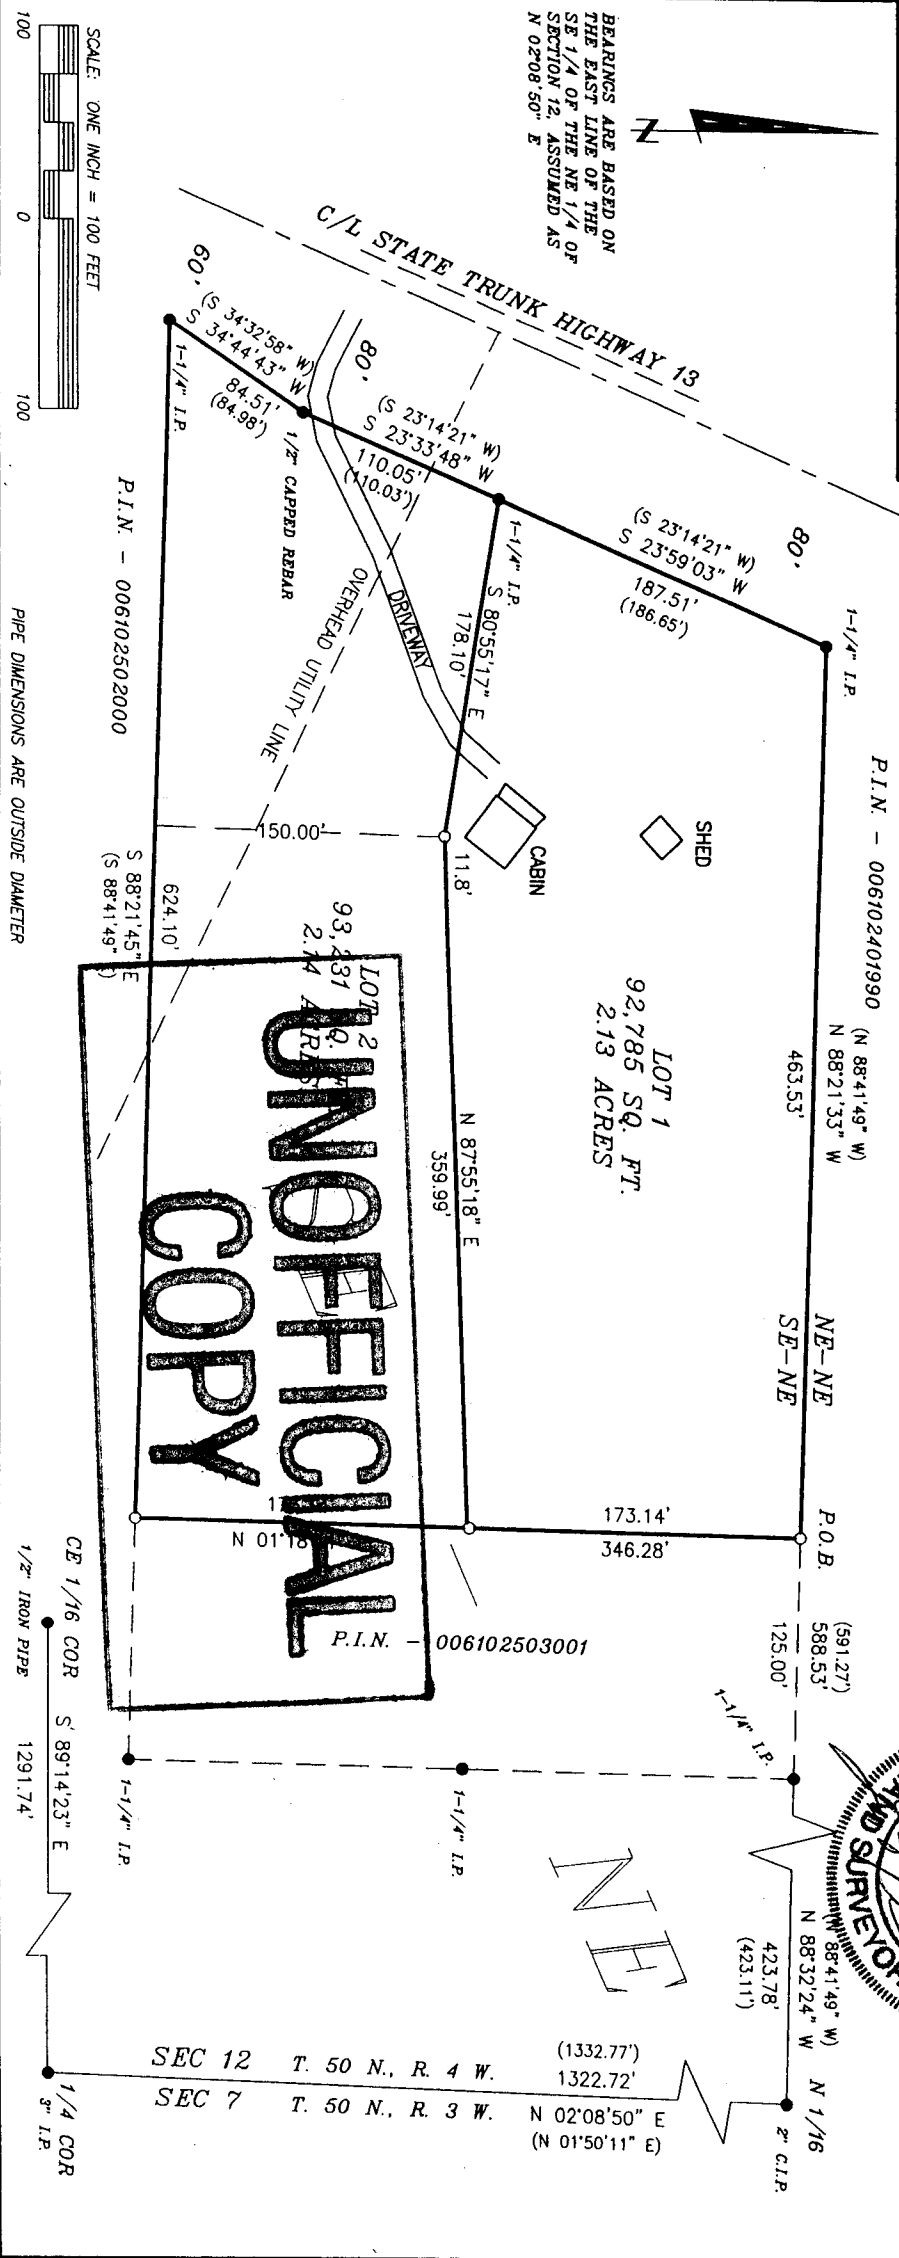 BEARINGS ARE BASED ON
THE EAST LINE OF THE
SE 1/4 OF THE NE 1/4 OF
SECTION 12, ASSUMED AS
N 02°08'50" E
N
SCALE: ONE INCH = 100 FEET
100 0 100
C/L STATE TRUNK HIGHWAY 13
60.
80.
80.
(S 34°32'58" W)
S 34°44'43" W
84.51'
(84.98')
(S 23°14'21" W)
S 23°33'48" W
110.05'
(110.03')
(S 23°14'21" W)
S 23°59'03" W
187.51'
(186.65')
1-1/4" I.P.
1/2" CAPPED REBAR
1-1/4" I.P.
1-1/4" I.P.
S 80°55'17" E
178.10'
DRIVEWAY
OVERHEAD UTILITY LINE
P.I.N. - 006102502000
PIPE DIMENSIONS ARE OUTSIDE DIAMETER
P.I.N. - 006102401990
SHED
CABIN
11.8'
150.00'
(N 88°41'49" W)
N 88°21'33" W
463.53'
LOT 1
92,785 SQ. FT.
2.13 ACRES
N 87°55'18" E
359.99'
624.10'
S 88°21'45" E
(S 88°41'49" E)
LOT 2
93,231 SQ.
2.14 ACRES
UNOFFICIAL
COPY
NE-NE
SE-NE
P.O.B.
173.14'
346.28'
N 01°18'
P.I.N. - 006102503001
(591.27')
588.53'
125.00'
1-1/4" I.P.
1-1/4" I.P.
1-1/4" I.P.
CE 1/16 COR
1/2" IRON PIPE
S 89°14'23" E
1291.74'
NE
LAND SURVEYOR
(N 88°41'49" W)
N 88°32'24" W
423.78'
(423.11')
N 1/16
2" C.I.P.
(1332.77')
1322.72'
N 02°08'50" E
(N 01°50'11" E)
SEC 12 T. 50 N., R. 4 W.
SEC 7 T. 50 N., R. 3 W.
1/4 COR
3" I.P.